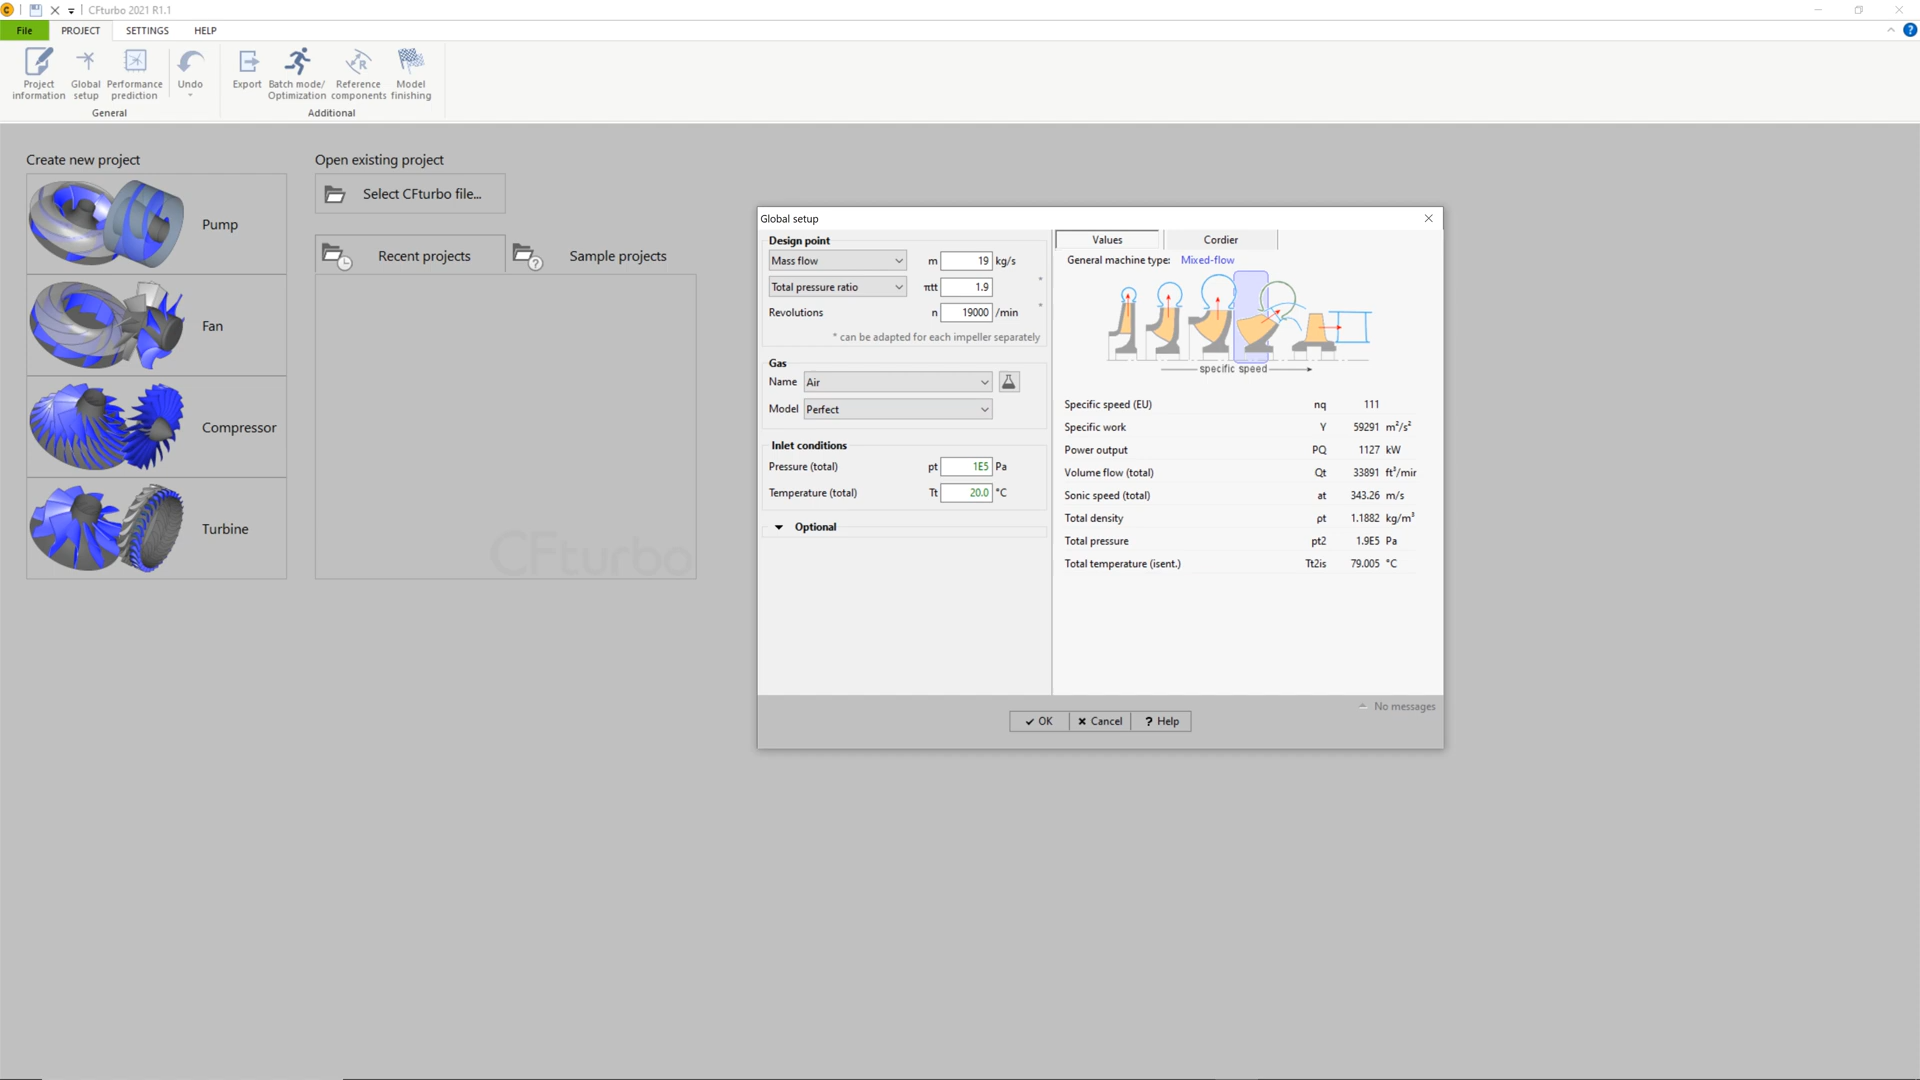 CFturbo 2021 R1.1
File PROJECT SETTINGS HELP
Project information
Global setup
Performance prediction
Undo
General
Export
Batch mode/ Optimization
Reference components
Model finishing
Additional
Create new project
Pump
Fan
Compressor
Turbine
Open existing project
Select CFturbo file...
Recent projects
Sample projects
CFturbo
Global setup
Design point
Mass flow m 19 kg/s
Total pressure ratio πtt 1.9 *
Revolutions n 19000 /min *
* can be adapted for each impeller separately
Gas
Name Air
Model Perfect
Inlet conditions
Pressure (total) pt 1E5 Pa
Temperature (total) Tt 20.0 °C
Optional
Values Cordier
General machine type: Mixed-flow
specific speed
Specific speed (EU) nq 111
Specific work Y 59291 m²/s²
Power output PQ 1127 kW
Volume flow (total) Qt 33891 ft³/min
Sonic speed (total) at 343.26 m/s
Total density ρt 1.1882 kg/m³
Total pressure pt2 1.9E5 Pa
Total temperature (isent.) Tt2is 79.005 °C
No messages
OK Cancel ? Help